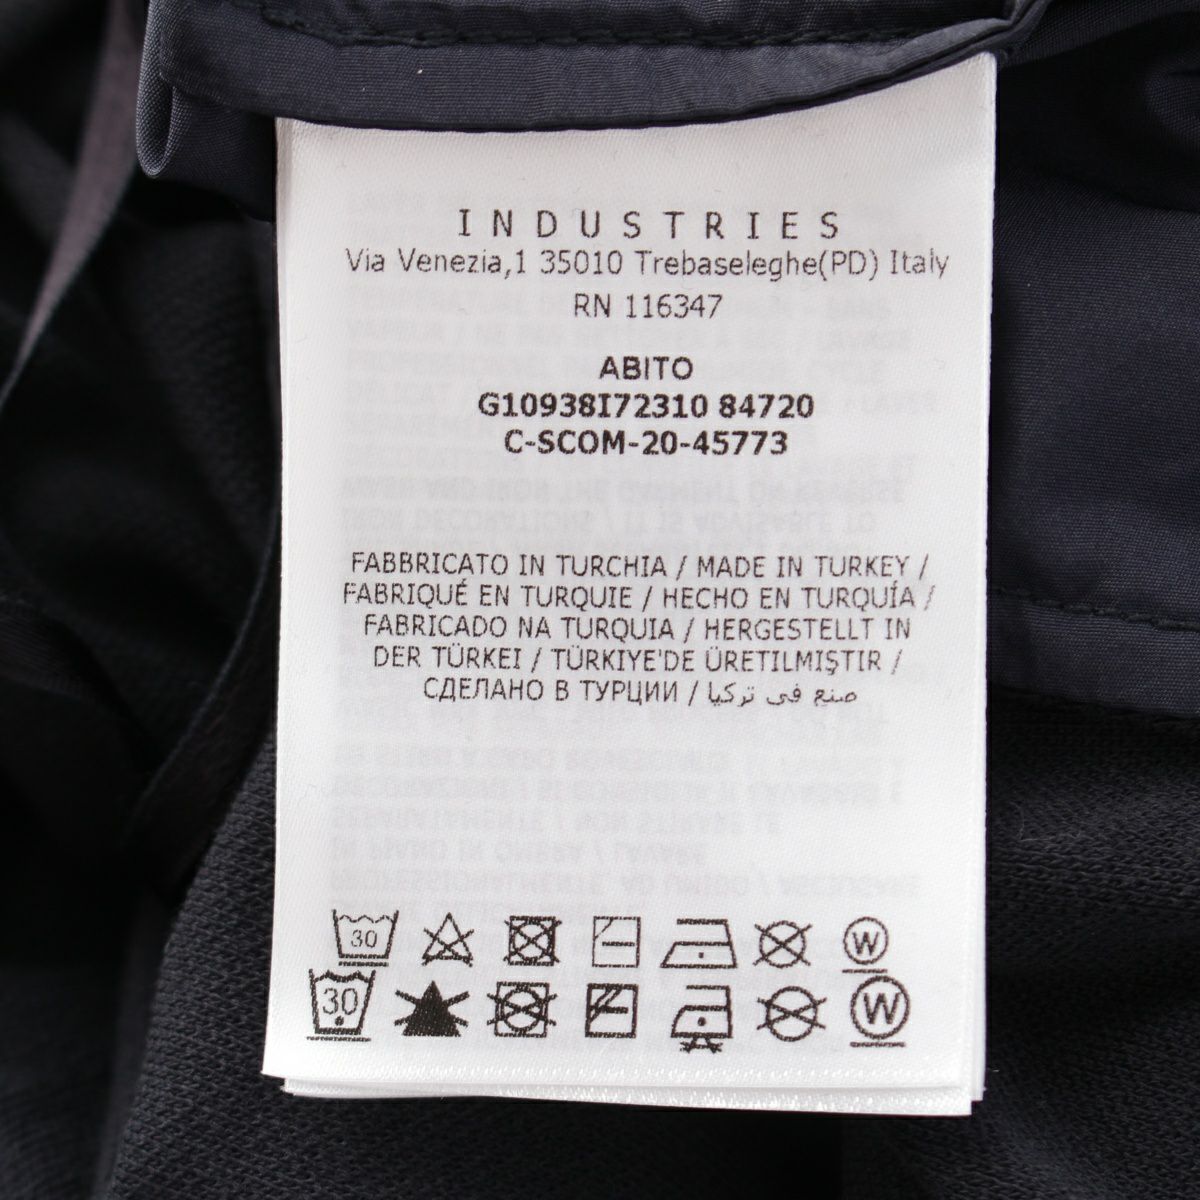 INDUSTRIES
Via Venezia,1 35010 Trebaseleghe(PD) Italy
RN 116347
ABITO
G10938I72310 84720
C-SCOM-20-45773
FABBRICATO IN TURCHIA / MADE IN TURKEY /
FABRIQUÉ EN TURQUIE / HECHO EN TURQUÍA /
FABRICADO NA TURQUIA / HERGESTELLT IN
DER TÜRKEI / TÜRKIYE'DE ÜRETILMIŞTIR /
СДЕЛАНО В ТУРЦИИ / صنع في تركيا
30 W
30 W